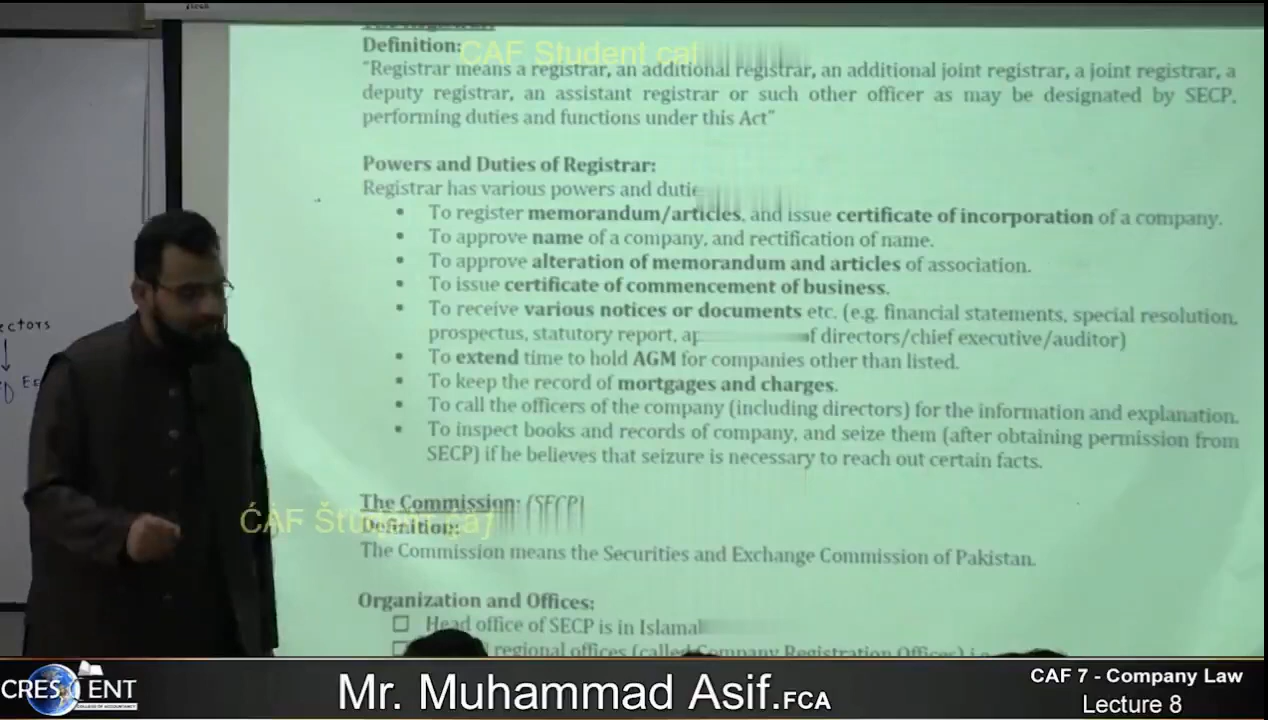 Definition:
CAF Student caf
"Registrar means a registrar, an additional registrar, an additional joint registrar, a joint registrar, a
deputy registrar, an assistant registrar or such other officer as may be designated by SECP,
performing duties and functions under this Act"
Powers and Duties of Registrar:
Registrar has various powers and
• To register memorandum/articles, and issue certificate of incorporation of a company.
• To approve name of a company, and rectification of name.
• To approve alteration of memorandum and articles of association.
• To issue certificate of commencement of business.
• To receive various notices or documents etc. (e.g. financial statements, special resolution,
prospectus, statutory report, of directors/chief executive/auditor)
• To extend time to hold AGM for companies other than listed.
• To keep the record of mortgages and charges.
• To call the officers of the company (including directors) for the information and explanation.
• To inspect books and records of company, and seize them (after obtaining permission from
SECP) if he believes that seizure is necessary to reach out certain facts.
The Commission: (SECP)
Definition:
The Commission means the Securities and Exchange Commission of Pakistan.
Organization and Offices:
☐ Head office of SECP is in
regional offices (called Company Registration Offices)
CRESCENT
COLLEGE OF ACCOUNTANCY
Mr. Muhammad Asif.FCA
CAF 7 - Company Law
Lecture 8